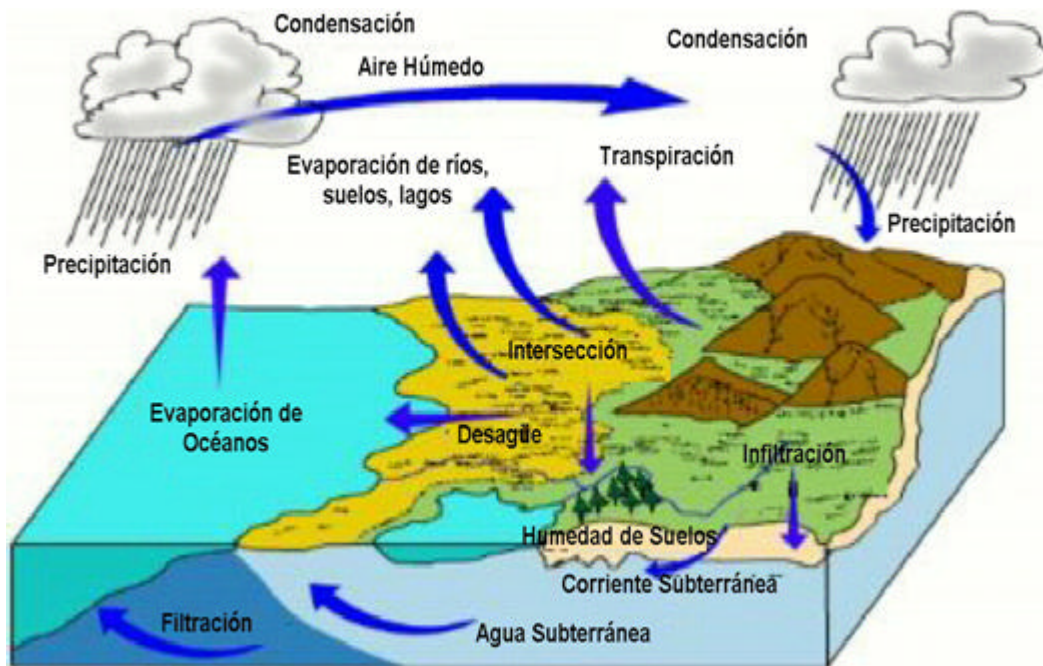 Condensación
Condensación
Aire Húmedo
Evaporación de ríos,
suelos, lagos
Transpiración
Precipitación
Precipitación
Intersección
Evaporación de
Océanos
Desagüe
Infiltración
Humedad de Suelos
Corriente Subterránea
Filtración
Agua Subterránea